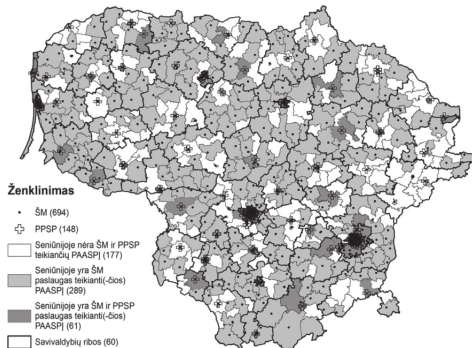 Ženklinimas
ŠM (694)
PPSP (148)
Seniūnijoje nėra ŠM ir PPSP
teikiančių PAASPĮ (177)
Seniūnijoje yra ŠM
paslaugas teikianti(-čios)
PAASPĮ (289)
Seniūnijoje yra ŠM ir PPSP
paslaugas teikianti(-čios)
PAASPĮ (61)
Savivaldybių ribos (60)